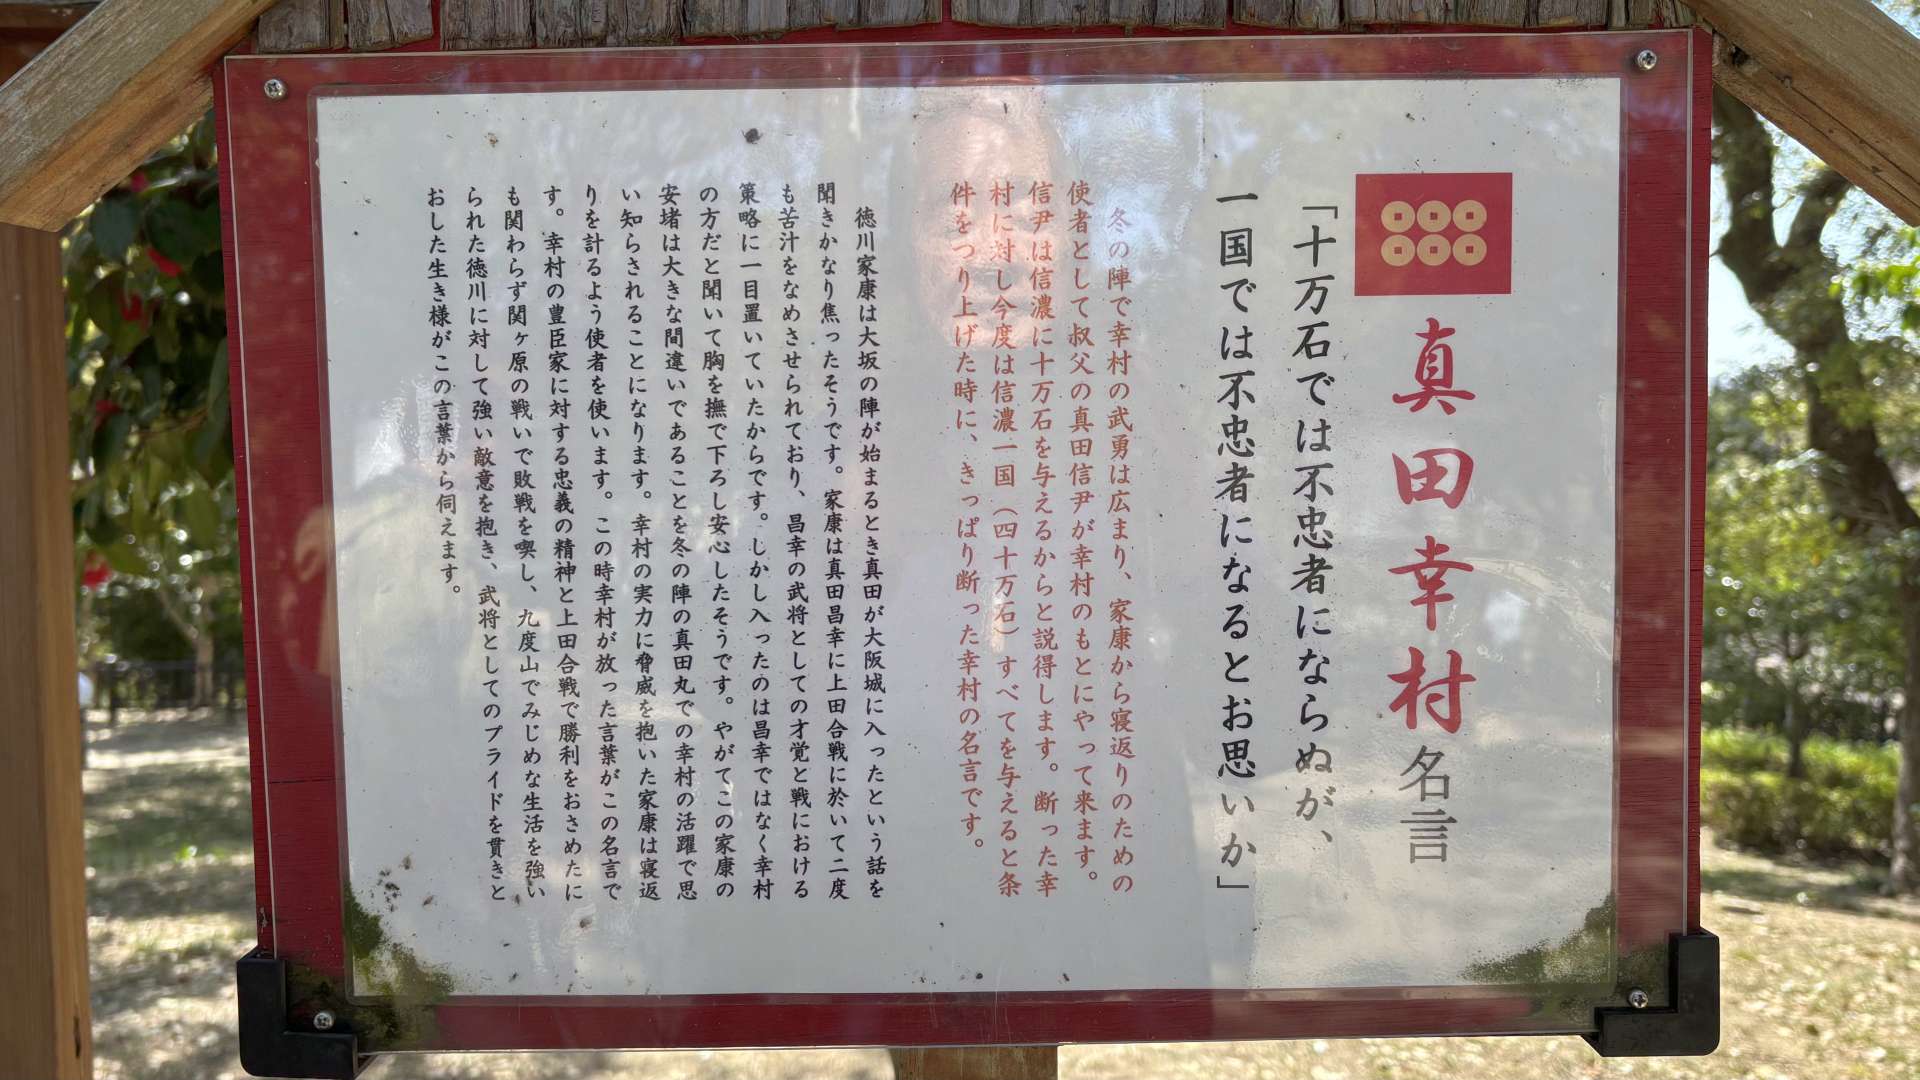 真田幸村名言
「十万石では不忠者にならぬが、
一国では不忠者になるとお思いか」
冬の陣で幸村の武勇は広まり、家康から寝返りのための
使者として叔父の真田信尹が幸村のもとにやって来ます。
信尹は信濃に十万石を与えるからと説得します。断った幸
村に対し今度は信濃一国（四十万石）すべてを与えると条
件をつり上げた時に、きっぱり断った幸村の名言です。
徳川家康は大坂の陣が始まるとき真田が大阪城に入ったという話を
聞きかなり焦ったそうです。家康は真田昌幸に上田合戦に於いて二度
も苦汁をなめさせられており、昌幸の武将としての才覚と戦における
策略に一目置いていたからです。しかし入ったのは昌幸ではなく幸村
の方だと聞いて胸を撫で下ろし安心したそうです。やがてこの家康の
安堵は大きな間違いであることを冬の陣の真田丸での幸村の活躍で思
い知らされることになります。幸村の実力に脅威を抱いた家康は寝返
りを計るよう使者を使います。この時幸村が放った言葉がこの名言で
す。幸村の豊臣家に対する忠義の精神と上田合戦で勝利をおさめたに
も関わらず関ヶ原の戦いで敗戦を喫し、九度山でみじめな生活を強い
られた徳川に対して強い敵意を抱き、武将としてのプライドを貫きと
おした生き様がこの言葉から伺えます。